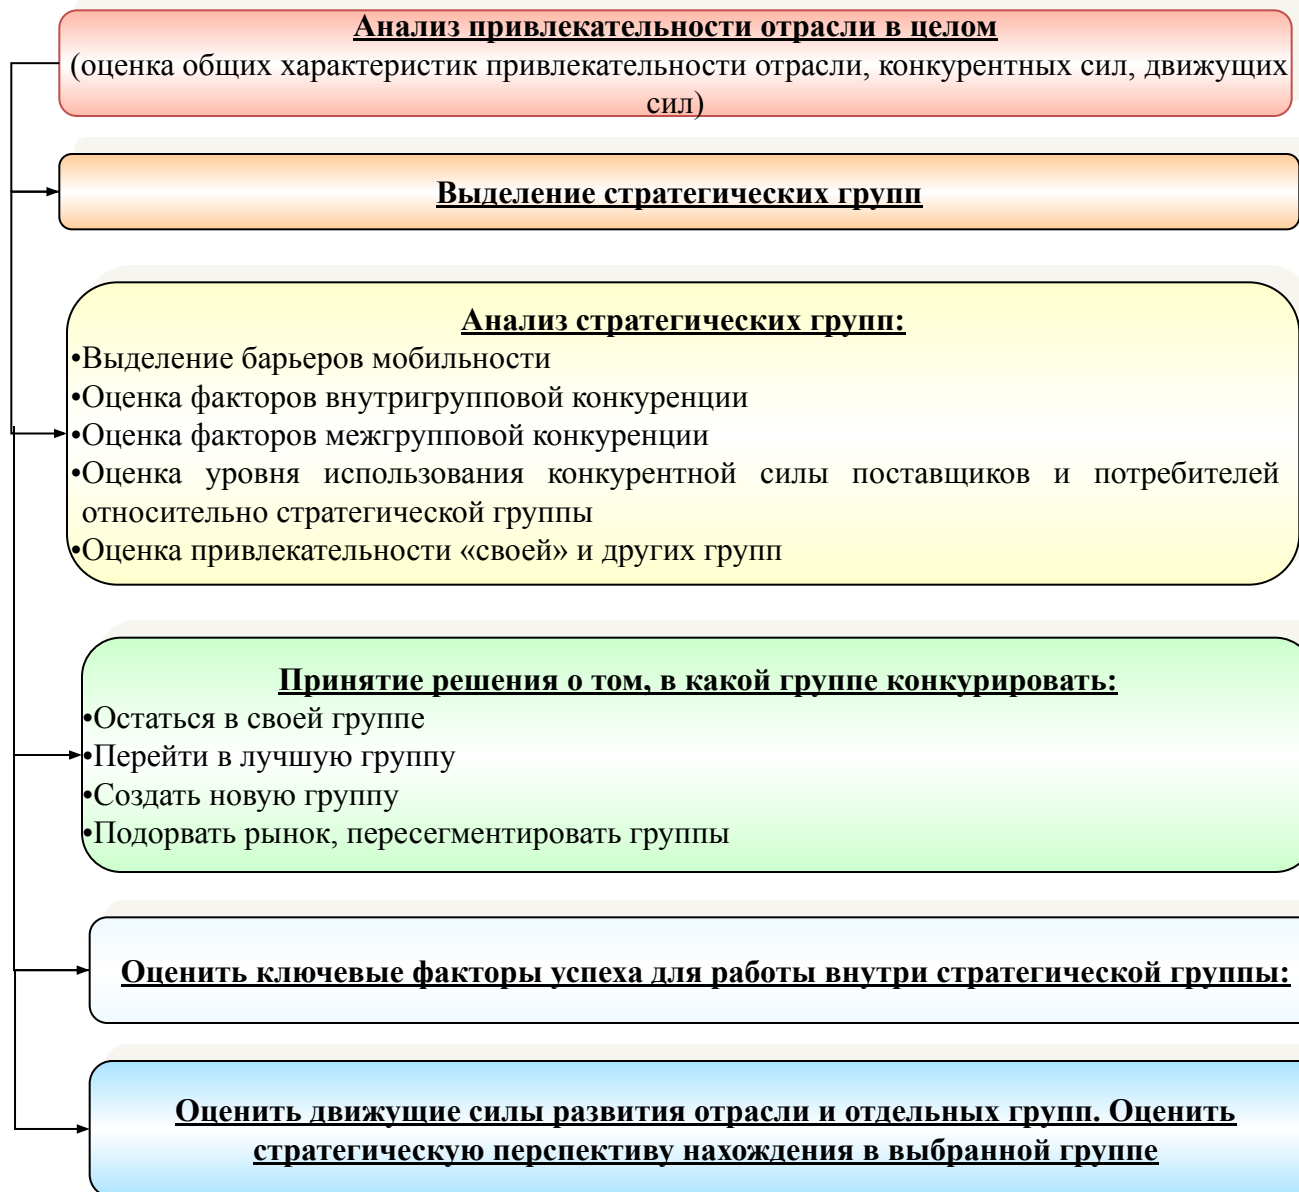 Анализ привлекательности отрасли в целом
(оценка общих характеристик привлекательности отрасли, конкурентных сил, движущих
сил)
Выделение стратегических групп
Анализ стратегических групп:
•Выделение барьеров мобильности
•Оценка факторов внутригрупповой конкуренции
•Оценка факторов межгрупповой конкуренции
•Оценка уровня использования конкурентной силы поставщиков и потребителей
относительно стратегической группы
•Оценка привлекательности «своей» и других групп
Принятие решения о том, в какой группе конкурировать:
•Остаться в своей группе
•Перейти в лучшую группу
•Создать новую группу
•Подорвать рынок, пересегментировать группы
Оценить ключевые факторы успеха для работы внутри стратегической группы:
Оценить движущие силы развития отрасли и отдельных групп. Оценить
стратегическую перспективу нахождения в выбранной группе